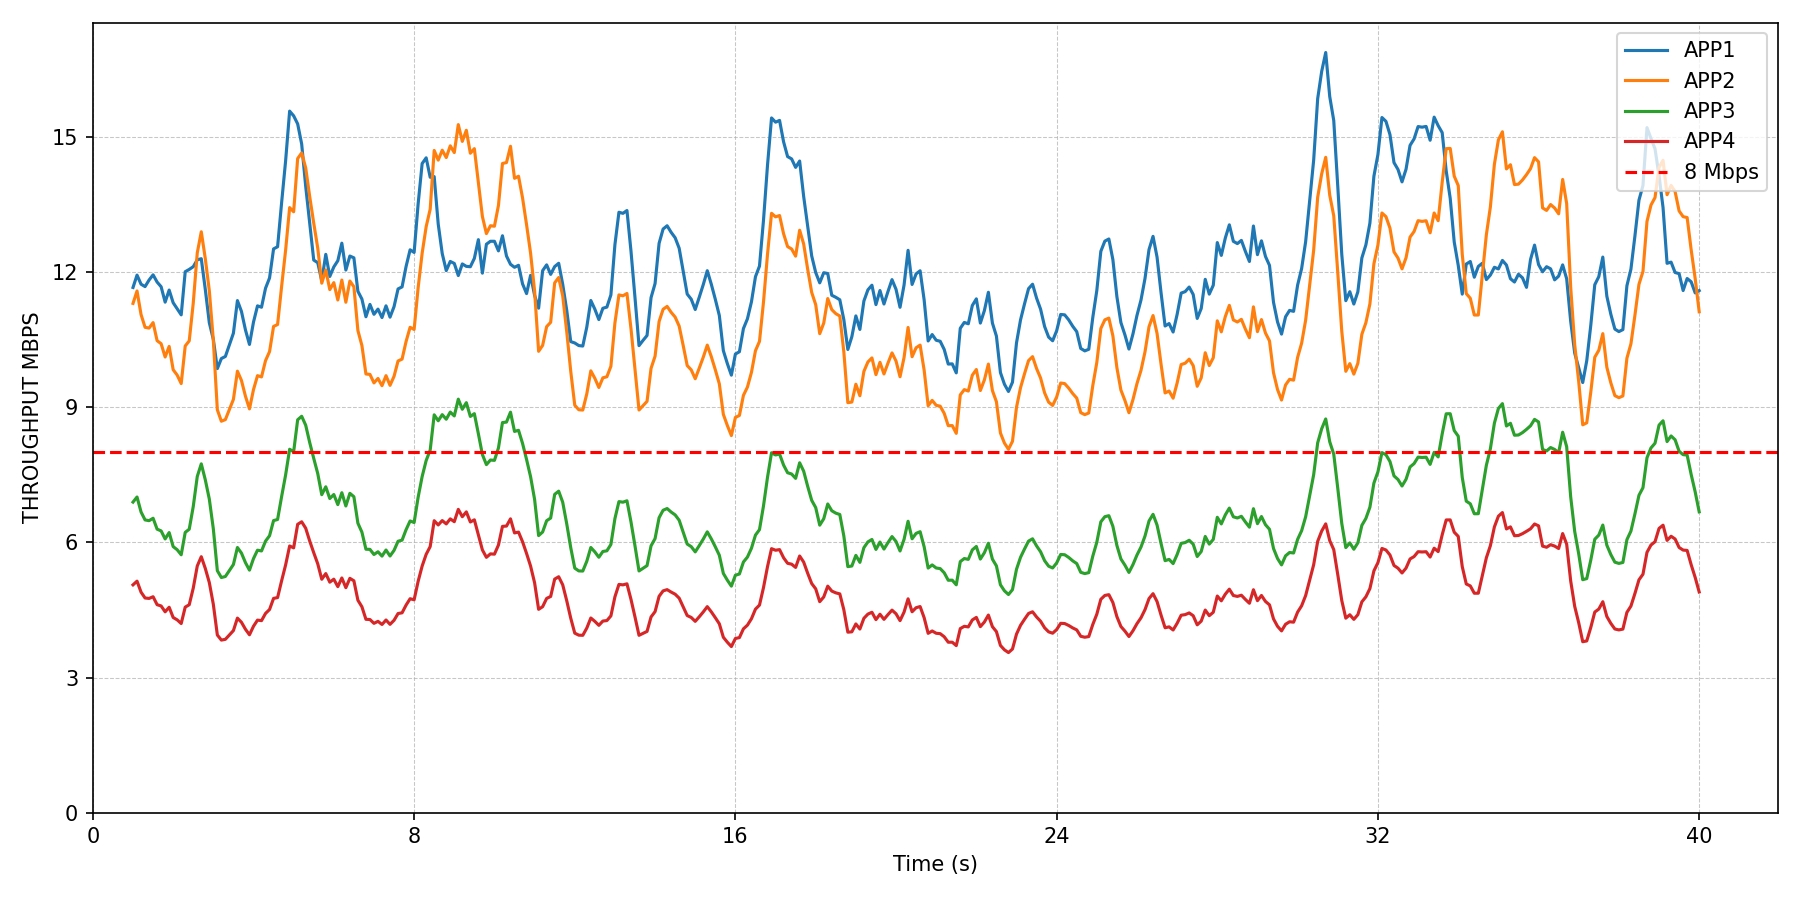 THROUGHPUT MBPS
15
12
9
6
3
0
0 8 16 24 32 40
Time (s)
APP1
APP2
APP3
APP4
8 Mbps